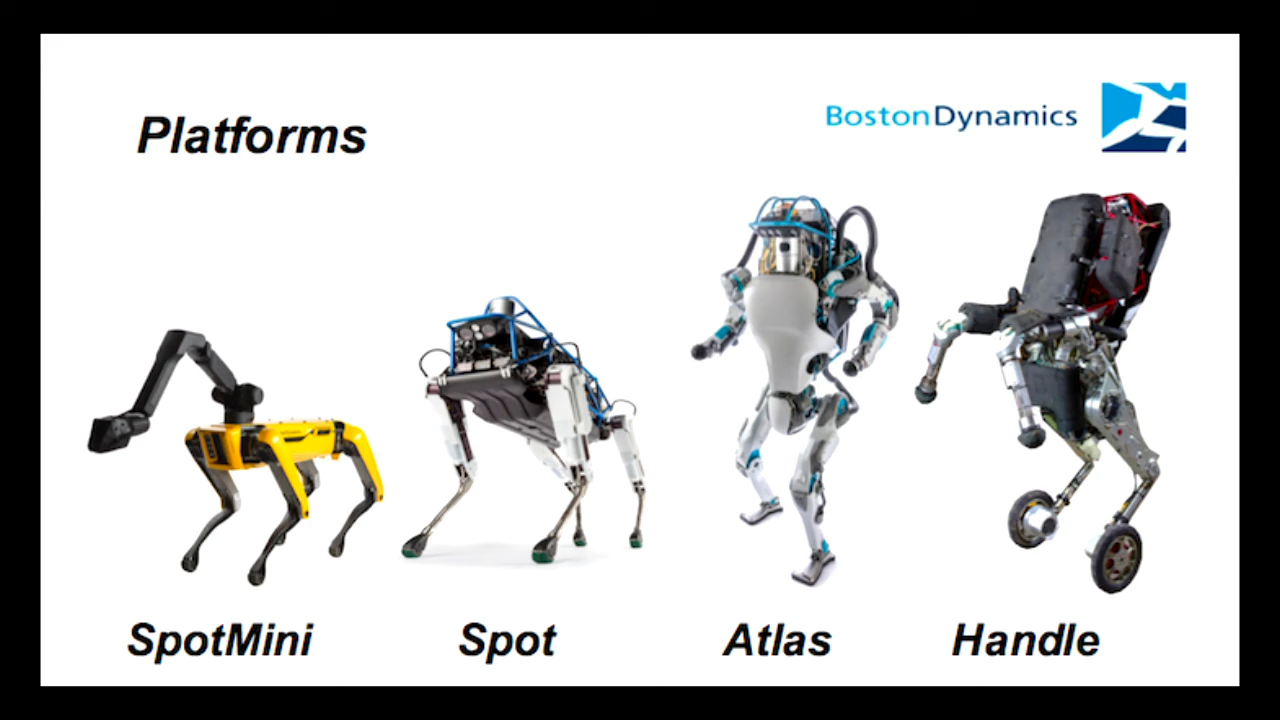 Platforms
BostonDynamics
SpotMini
Spot
Atlas
Handle